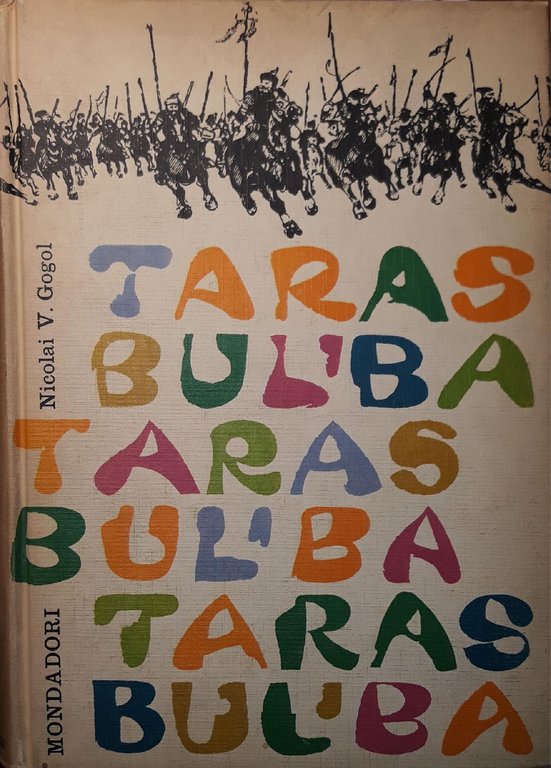 Nicolai V. Gogol
TARAS
BUL'BA
TARAS
BUL'BA
TARAS
BUL'BA
MONDADORI